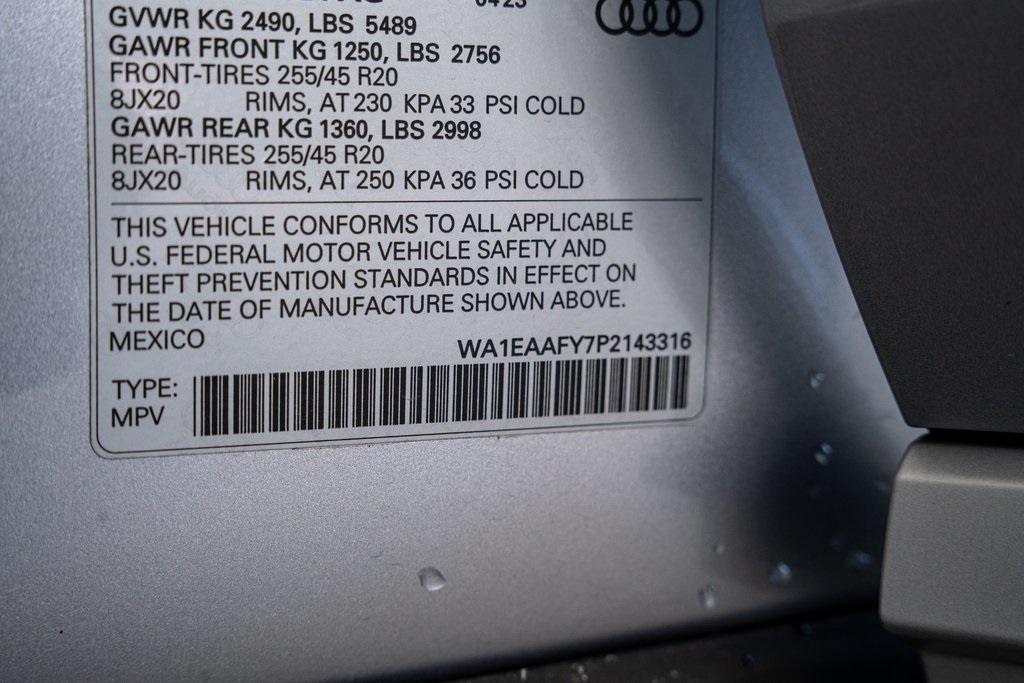 04/23
GVWR KG 2490, LBS 5489
GAWR FRONT KG 1250, LBS 2756
FRONT-TIRES 255/45 R20
8JX20 RIMS, AT 230 KPA 33 PSI COLD
GAWR REAR KG 1360, LBS 2998
REAR-TIRES 255/45 R20
8JX20 RIMS, AT 250 KPA 36 PSI COLD
THIS VEHICLE CONFORMS TO ALL APPLICABLE
U.S. FEDERAL MOTOR VEHICLE SAFETY AND
THEFT PREVENTION STANDARDS IN EFFECT ON
THE DATE OF MANUFACTURE SHOWN ABOVE.
MEXICO
WA1EAAFY7P2143316
TYPE:
MPV